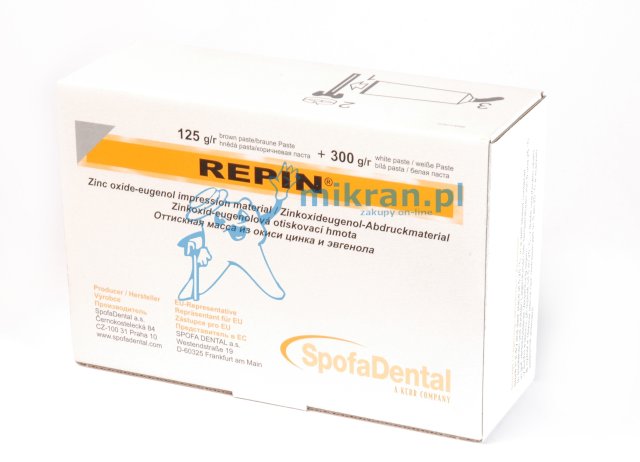 125 g/r brown paste/braune Paste + 300 g/r white paste / weiße Paste
hnědá pasta/коричневая паста bílá pasta / белая паста
REPIN®
mikran.pl
zakupy on-line
Zinc oxide-eugenol impression material / Zinkoxideugenol-Abdruckmaterial
Zinkoxid-eugenolová otiskovací hmota
Оттискная масса из окиси цинка и эвгенола
Producer / Hersteller
Výrobce
Производитель
SpofaDental a.s.
Černokostelecká 84
CZ-100 31 Praha 10
www.spofadental.com
EU-Representative
Repräsentant für EU
Zástupce pro EU
Представитель в ЕС
SPOFA DENTAL a.s.
Westendstraße 19
D-60325 Frankfurt am Main
SpofaDental
A KERR COMPANY
2
3